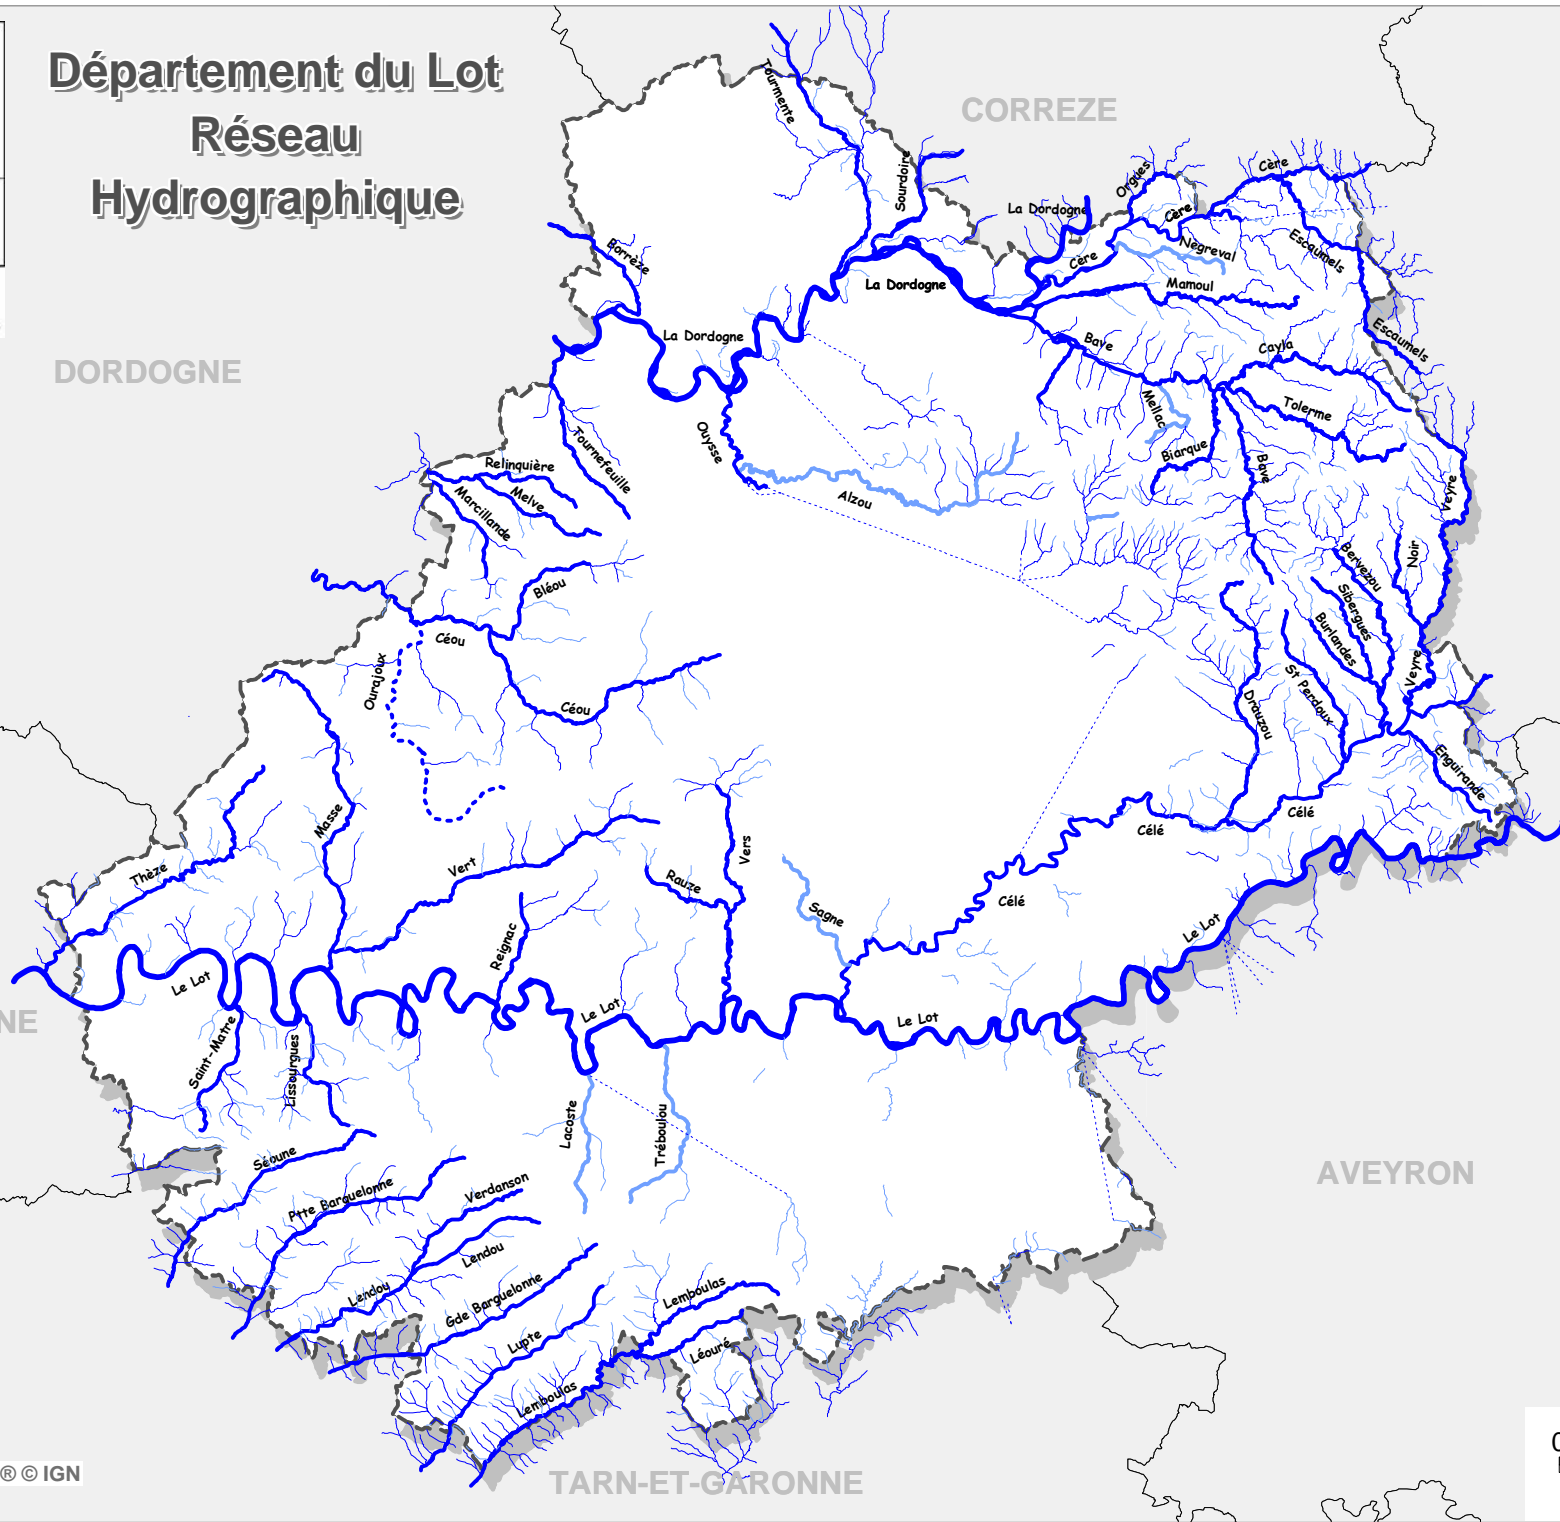 Département du Lot
Réseau
Hydrographique
CORREZE
DORDOGNE
AVEYRON
TARN-ET-GARONNE
NE
® © IGN
Tourmente
Sourdoire
Borrèze
La Dordogne
La Dordogne
La Dordogne
Orgues
Cère
Cère
Cère
Négreval
Mamoul
Escaumels
Escaumels
Bave
Cayla
Tolerme
Mellac
Biarque
Bave
Veyre
Noir
Bervezou
Sibergues
Burlandes
St Perdoux
Veyre
Drauzou
Enguirande
Ouysse
Alzou
Tournefeuille
Relinquière
Melve
Marcillande
Bléou
Céou
Céou
Ourajoux
Masse
Thèze
Vert
Reignac
Rauze
Vers
Sagne
Célé
Célé
Célé
Le Lot
Le Lot
Le Lot
Le Lot
Saint-Matre
Lissourgues
Lacoste
Tréboulou
Séoune
Ptte Barguelonne
Verdanson
Lendou
Lendou
Gde Barguelonne
Lupte
Lemboulas
Lemboulas
Léouré